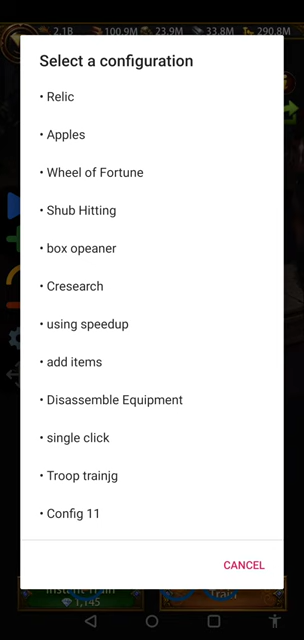 2.1B 100.9M 23.9M 33.8M 290.8M
Select a configuration
• Relic
• Apples
• Wheel of Fortune
• Shub Hitting
• box opeaner
• Cresearch
• using speedup
• add items
• Disassemble Equipment
• single click
• Troop trainjg
• Config 11
CANCEL
Instant Train Train
1,145